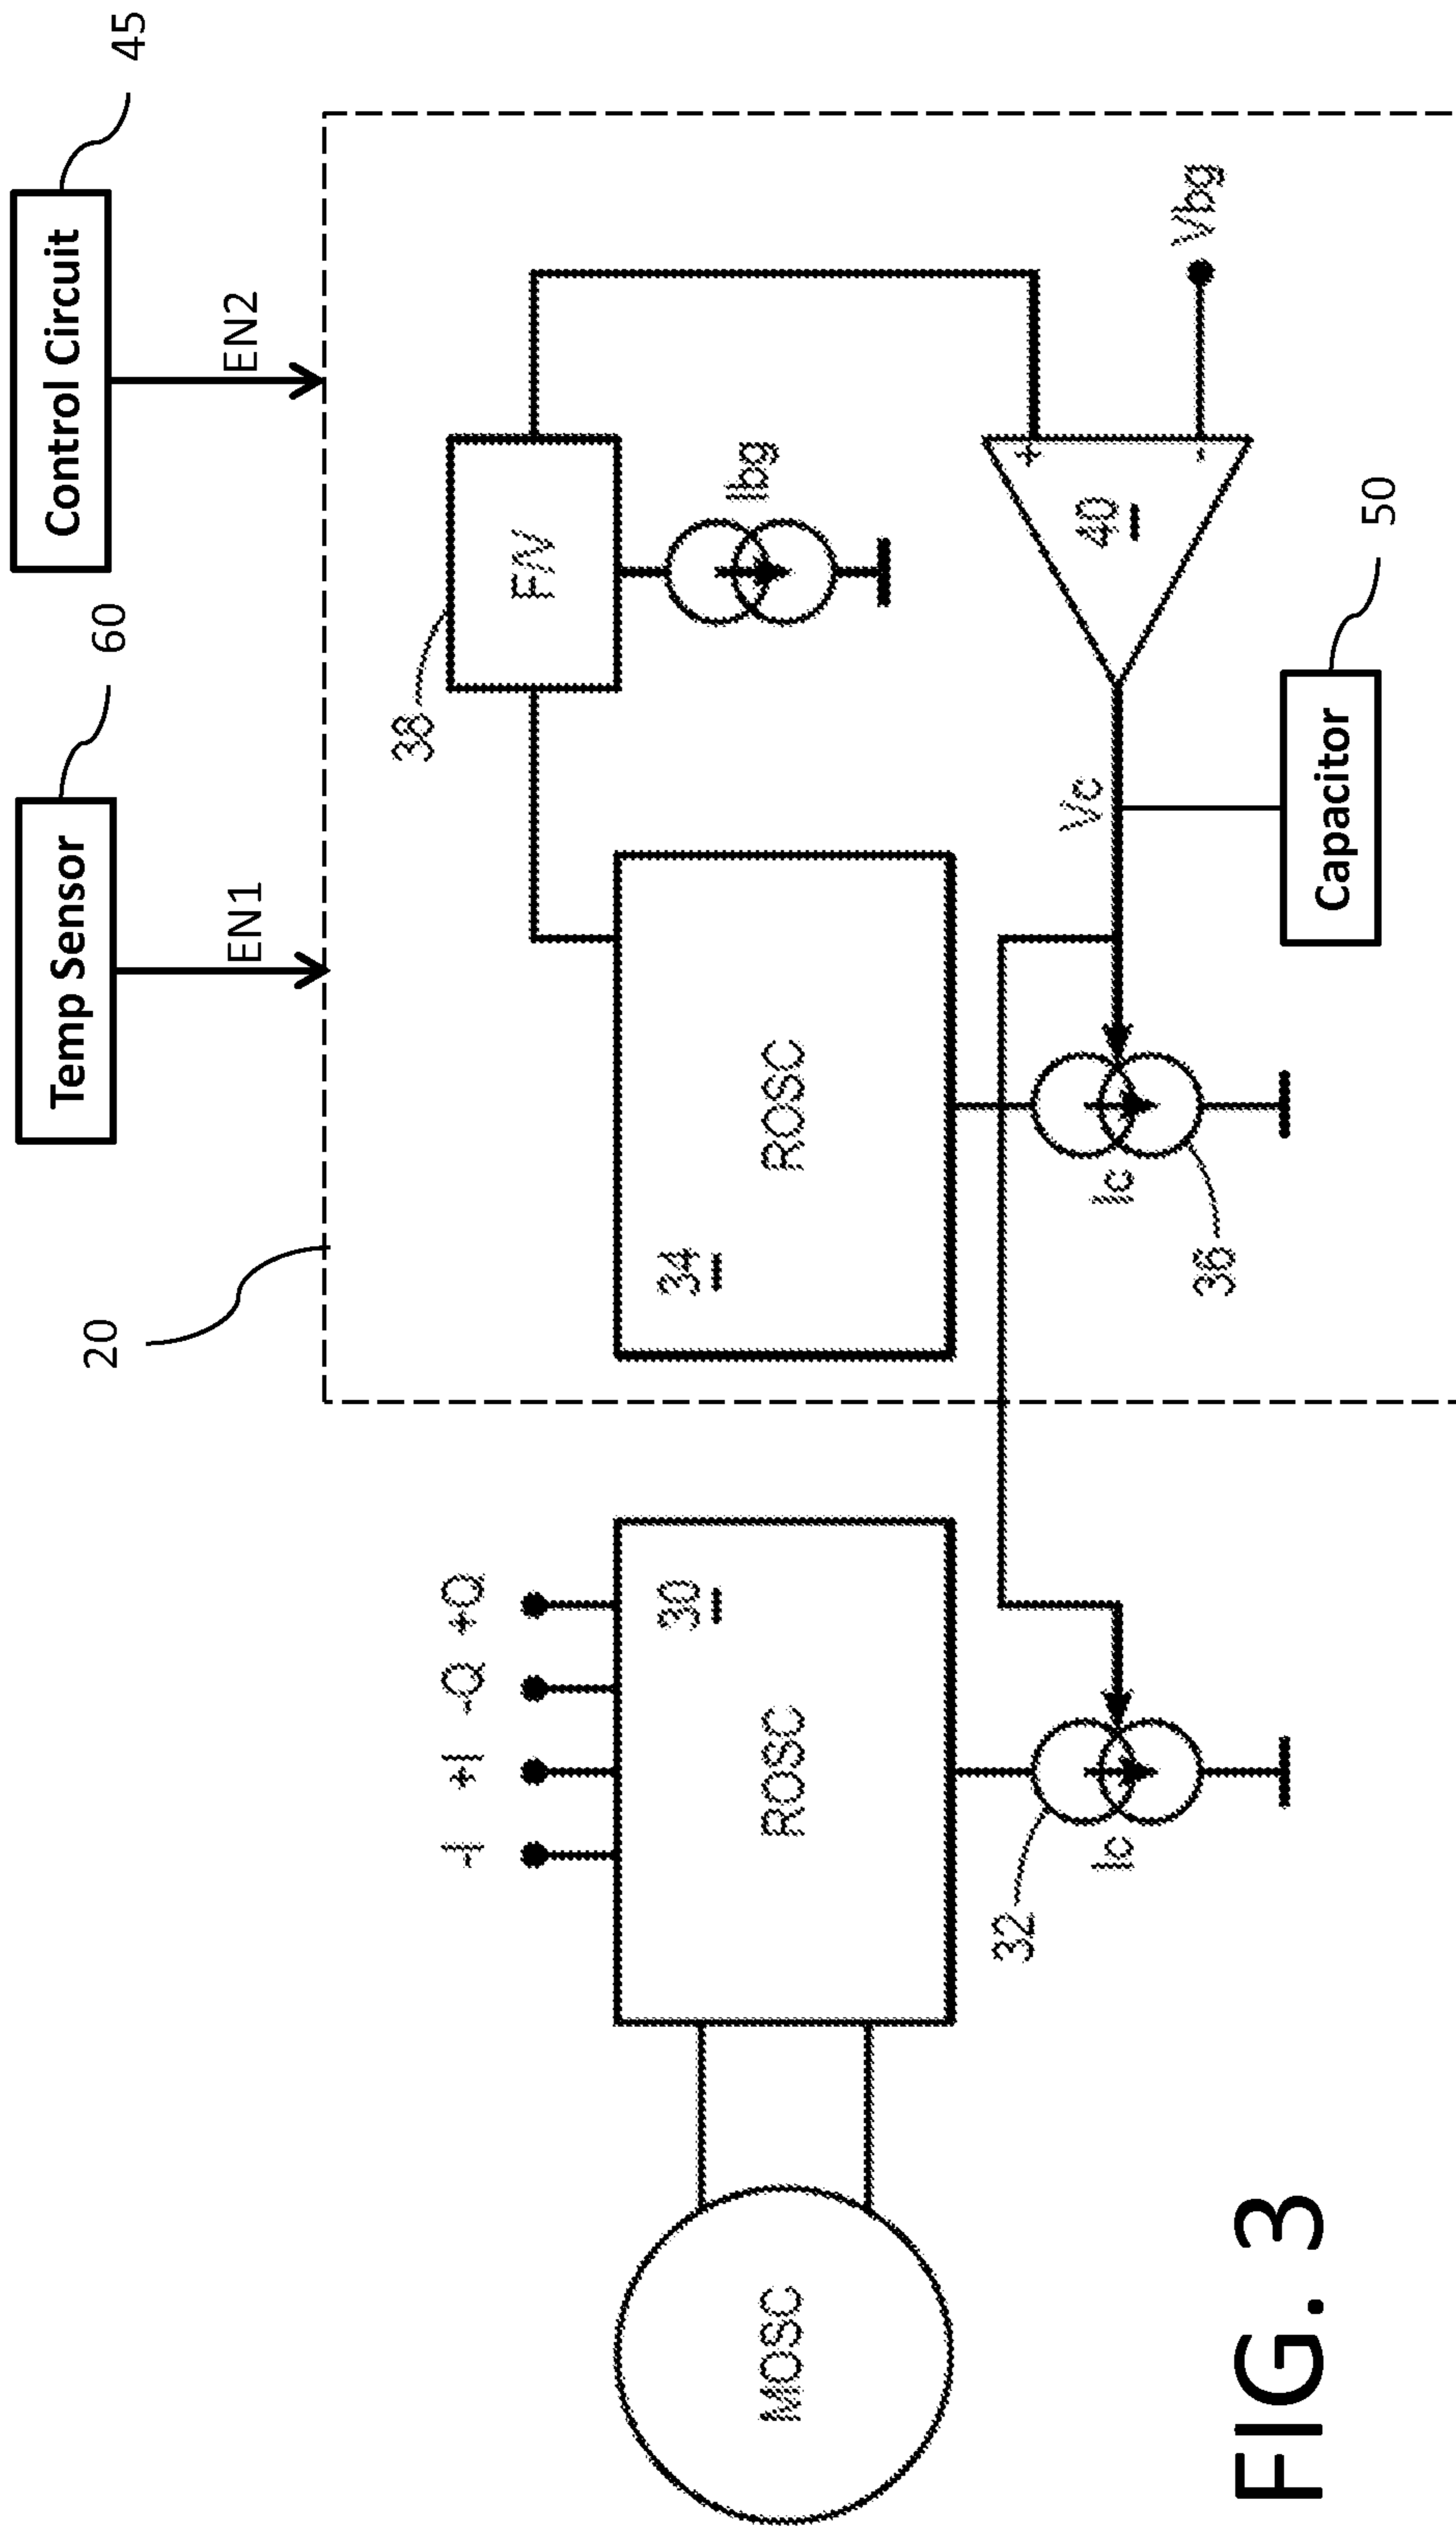 Temp Sensor
60
Control Circuit
45
EN1
EN2
20
-I
+I
-Q
+Q
38
F/V
Ibg
MOSC
30
ROSC
34
ROSC
Vc
40
+
-
Vbg
32
Ic
Ic
36
Capacitor
50
FIG. 3